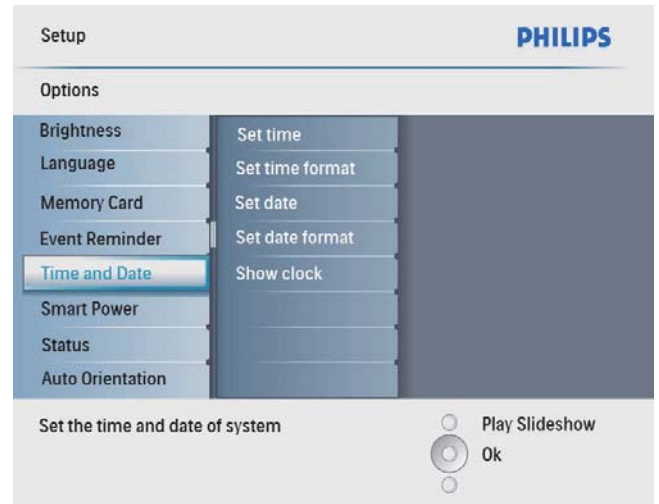 Setup
PHILIPS
Options
Brightness
Language
Memory Card
Event Reminder
Time and Date
Smart Power
Status
Auto Orientation
Set time
Set time format
Set date
Set date format
Show clock
Set the time and date of system
Play Slideshow
Ok